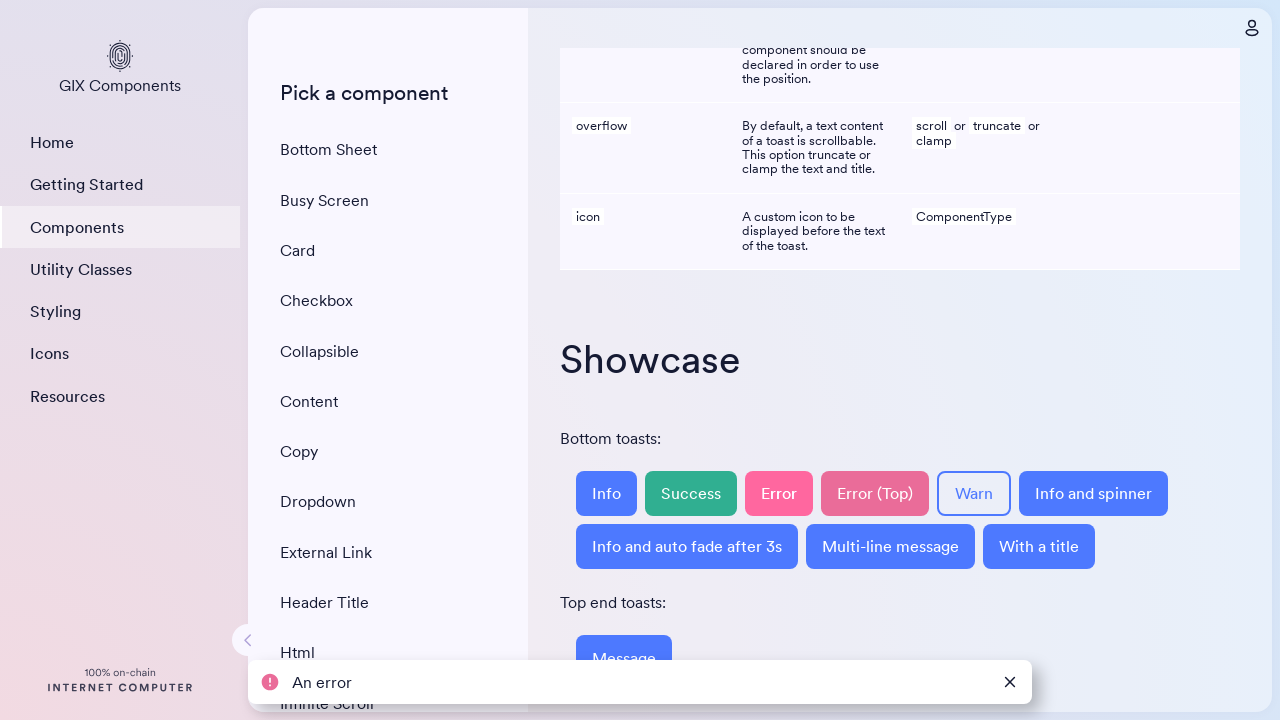 GIX Components
Home
Getting Started
Components
Utility Classes
Styling
Icons
Resources
100% on-chain
INTERNET COMPUTER
Pick a component
Bottom Sheet
Busy Screen
Card
Checkbox
Collapsible
Content
Copy
Dropdown
External Link
Header Title
Html
Infinite Scroll
component should be
declared in order to use
the position.
overflow
By default, a text content
of a toast is scrollable.
This option truncate or
clamp the text and title.
scroll or truncate or
clamp
icon
A custom icon to be
displayed before the text
of the toast.
ComponentType
Showcase
Bottom toasts:
Info Success Error Error (Top) Warn Info and spinner
Info and auto fade after 3s Multi-line message With a title
Top end toasts:
Message
An error